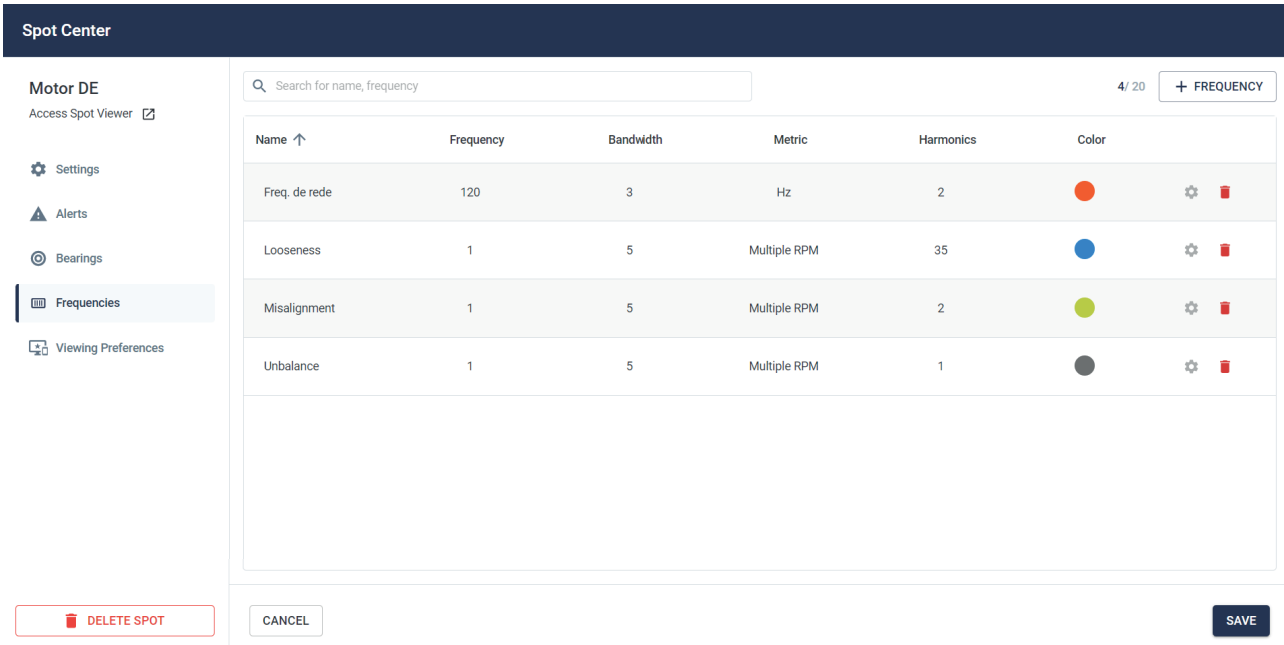 Spot Center
Motor DE
Access Spot Viewer
Settings
Alerts
Bearings
Frequencies
Viewing Preferences
DELETE SPOT
Search for name, frequency
4/ 20
+ FREQUENCY
Name Frequency Bandwidth Metric Harmonics Color
Freq. de rede 120 3 Hz 2
Looseness 1 5 Multiple RPM 35
Misalignment 1 5 Multiple RPM 2
Unbalance 1 5 Multiple RPM 1
CANCEL
SAVE